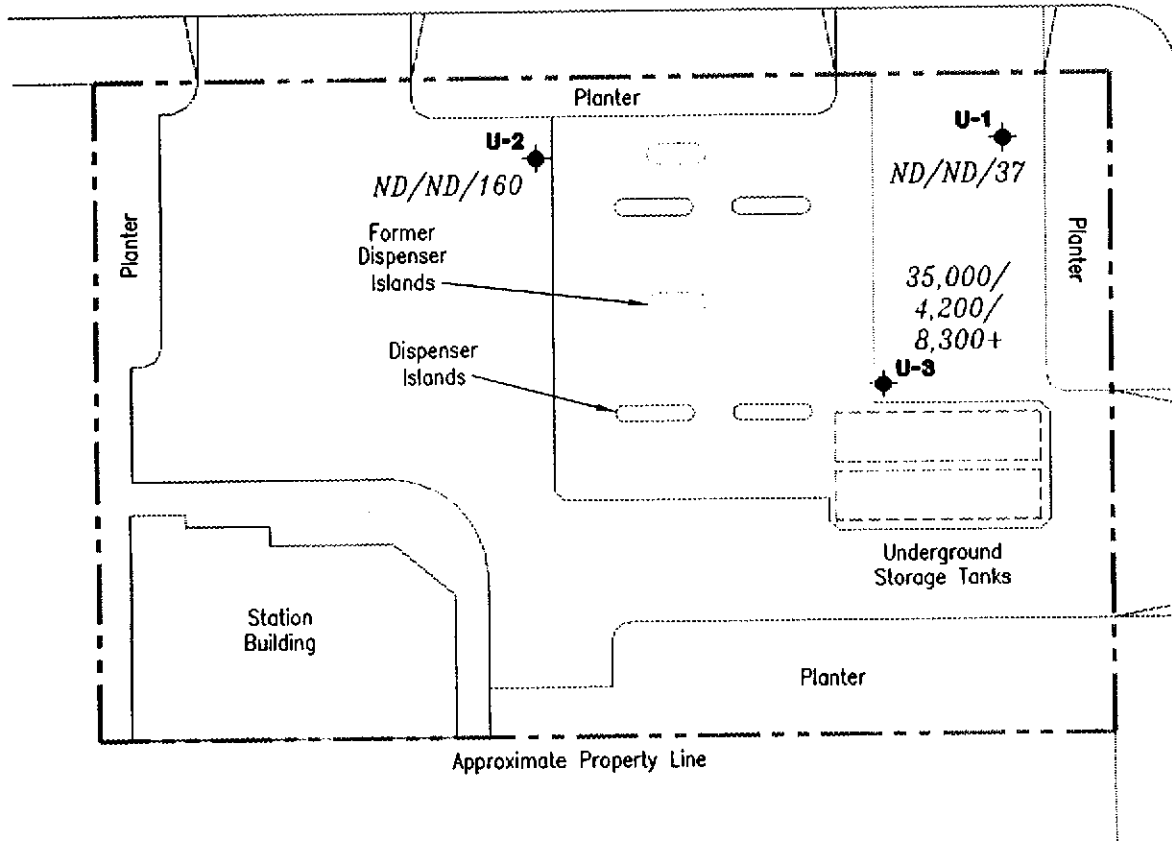 Planter
U-2
U-1
ND/ND/160
ND/ND/37
Planter
Planter
Former
Dispenser
Islands
35,000/
4,200/
8,300+
Dispenser
Islands
U-3
Underground
Storage Tanks
Station
Building
Planter
Approximate Property Line